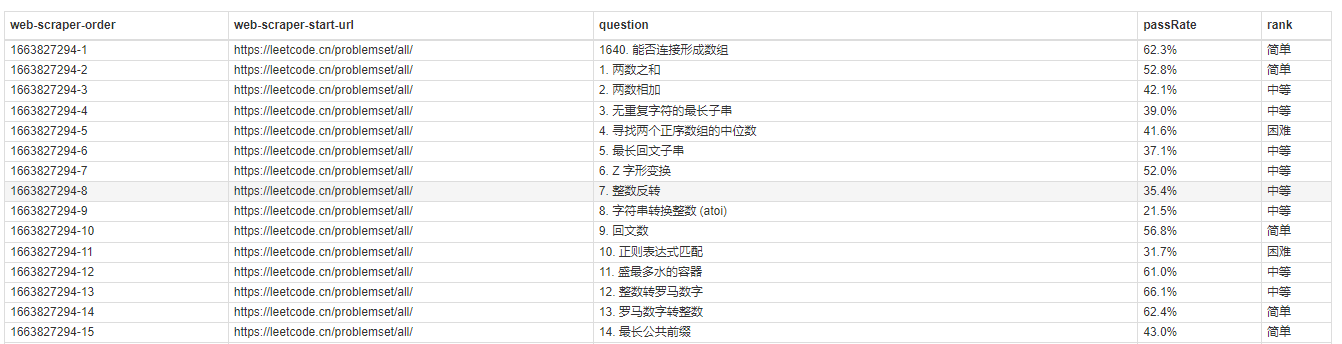 web-scraper-order web-scraper-start-url question passRate rank
1663827294-1 https://leetcode.cn/problemset/all/ 1640. 能否连接形成数组 62.3% 简单
1663827294-2 https://leetcode.cn/problemset/all/ 1. 两数之和 52.8% 简单
1663827294-3 https://leetcode.cn/problemset/all/ 2. 两数相加 42.1% 中等
1663827294-4 https://leetcode.cn/problemset/all/ 3. 无重复字符的最长子串 39.0% 中等
1663827294-5 https://leetcode.cn/problemset/all/ 4. 寻找两个正序数组的中位数 41.6% 困难
1663827294-6 https://leetcode.cn/problemset/all/ 5. 最长回文子串 37.1% 中等
1663827294-7 https://leetcode.cn/problemset/all/ 6. Z 字形变换 52.0% 中等
1663827294-8 https://leetcode.cn/problemset/all/ 7. 整数反转 35.4% 中等
1663827294-9 https://leetcode.cn/problemset/all/ 8. 字符串转换整数 (atoi) 21.5% 中等
1663827294-10 https://leetcode.cn/problemset/all/ 9. 回文数 56.8% 简单
1663827294-11 https://leetcode.cn/problemset/all/ 10. 正则表达式匹配 31.7% 困难
1663827294-12 https://leetcode.cn/problemset/all/ 11. 盛最多水的容器 61.0% 中等
1663827294-13 https://leetcode.cn/problemset/all/ 12. 整数转罗马数字 66.1% 中等
1663827294-14 https://leetcode.cn/problemset/all/ 13. 罗马数字转整数 62.4% 简单
1663827294-15 https://leetcode.cn/problemset/all/ 14. 最长公共前缀 43.0% 简单